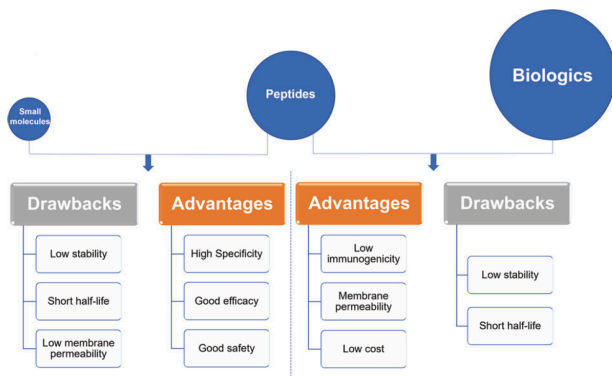 Small
molecules
Peptides
Biologics
Drawbacks
Low stability
Short half-life
Low membrane
permeability
Advantages
High Specificity
Good efficacy
Good safety
Advantages
Low
immunogenicity
Membrane
permeability
Low cost
Drawbacks
Low stability
Short half-life